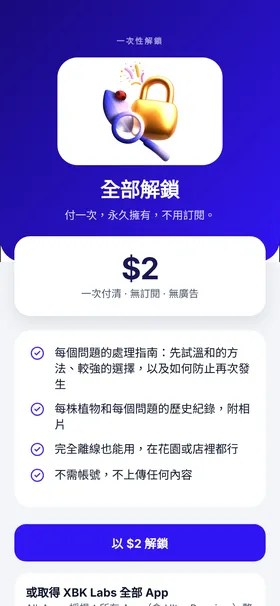 一次性解鎖
全部解鎖
付一次，永久擁有，不用訂閱。
$2
一次付清 · 無訂閱 · 無廣告
每個問題的處理指南：先試溫和的方
法、較強的選擇，以及如何防止再次發
生
每株植物和每個問題的歷史紀錄，附相
片
完全離線也能用，在花園或店裡都行
不需帳號，不上傳任何內容
以 $2 解鎖
或取得 XBK Labs 全部 App